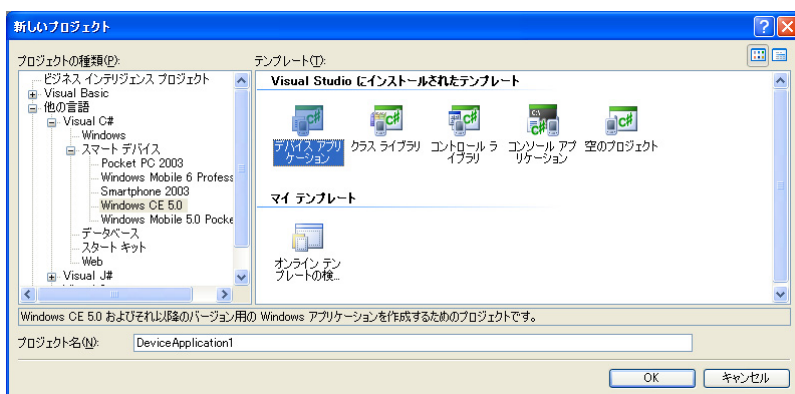 新しいプロジェクト
プロジェクトの種類(P):
テンプレート(T):
ビジネス インテリジェンス プロジェクト
Visual Basic
他の言語
Visual C#
Windows
スマート デバイス
Pocket PC 2003
Windows Mobile 6 Profess
Smartphone 2003
Windows CE 5.0
Windows Mobile 5.0 Pocke
データベース
スタート キット
Web
Visual J#
Visual Studio にインストールされたテンプレート
デバイス アプリ
ケーション
クラス ライブラリ
コントロール ラ
イブラリ
コンソール アプ
リケーション
空のプロジェクト
マイ テンプレート
オンライン テン
プレートの検...
Windows CE 5.0 およびそれ以降のバージョン用の Windows アプリケーションを作成するためのプロジェクトです。
プロジェクト名(N):
DeviceApplication1
OK
キャンセル